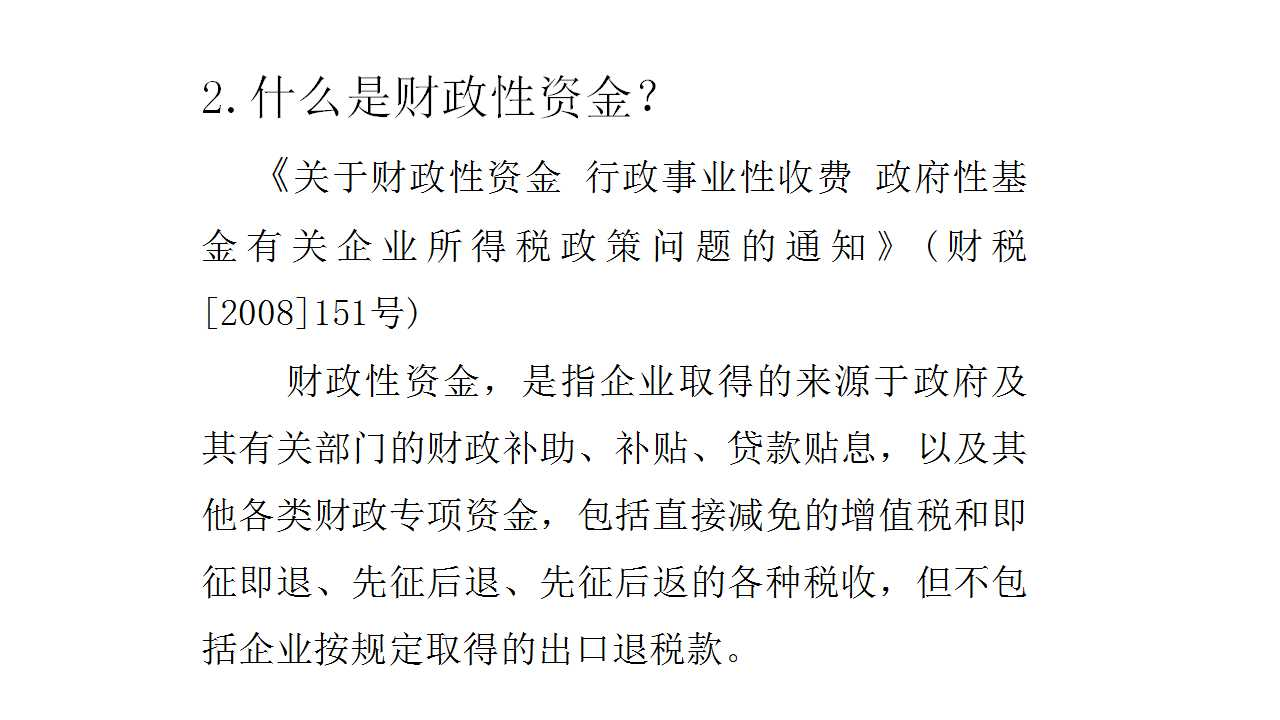 2.什么是财政性资金？
《关于财政性资金 行政事业性收费 政府性基
金有关企业所得税政策问题的通知》(财税
[2008]151号)
财政性资金，是指企业取得的来源于政府及
其有关部门的财政补助、补贴、贷款贴息，以及其
他各类财政专项资金，包括直接减免的增值税和即
征即退、先征后退、先征后返的各种税收，但不包
括企业按规定取得的出口退税款。